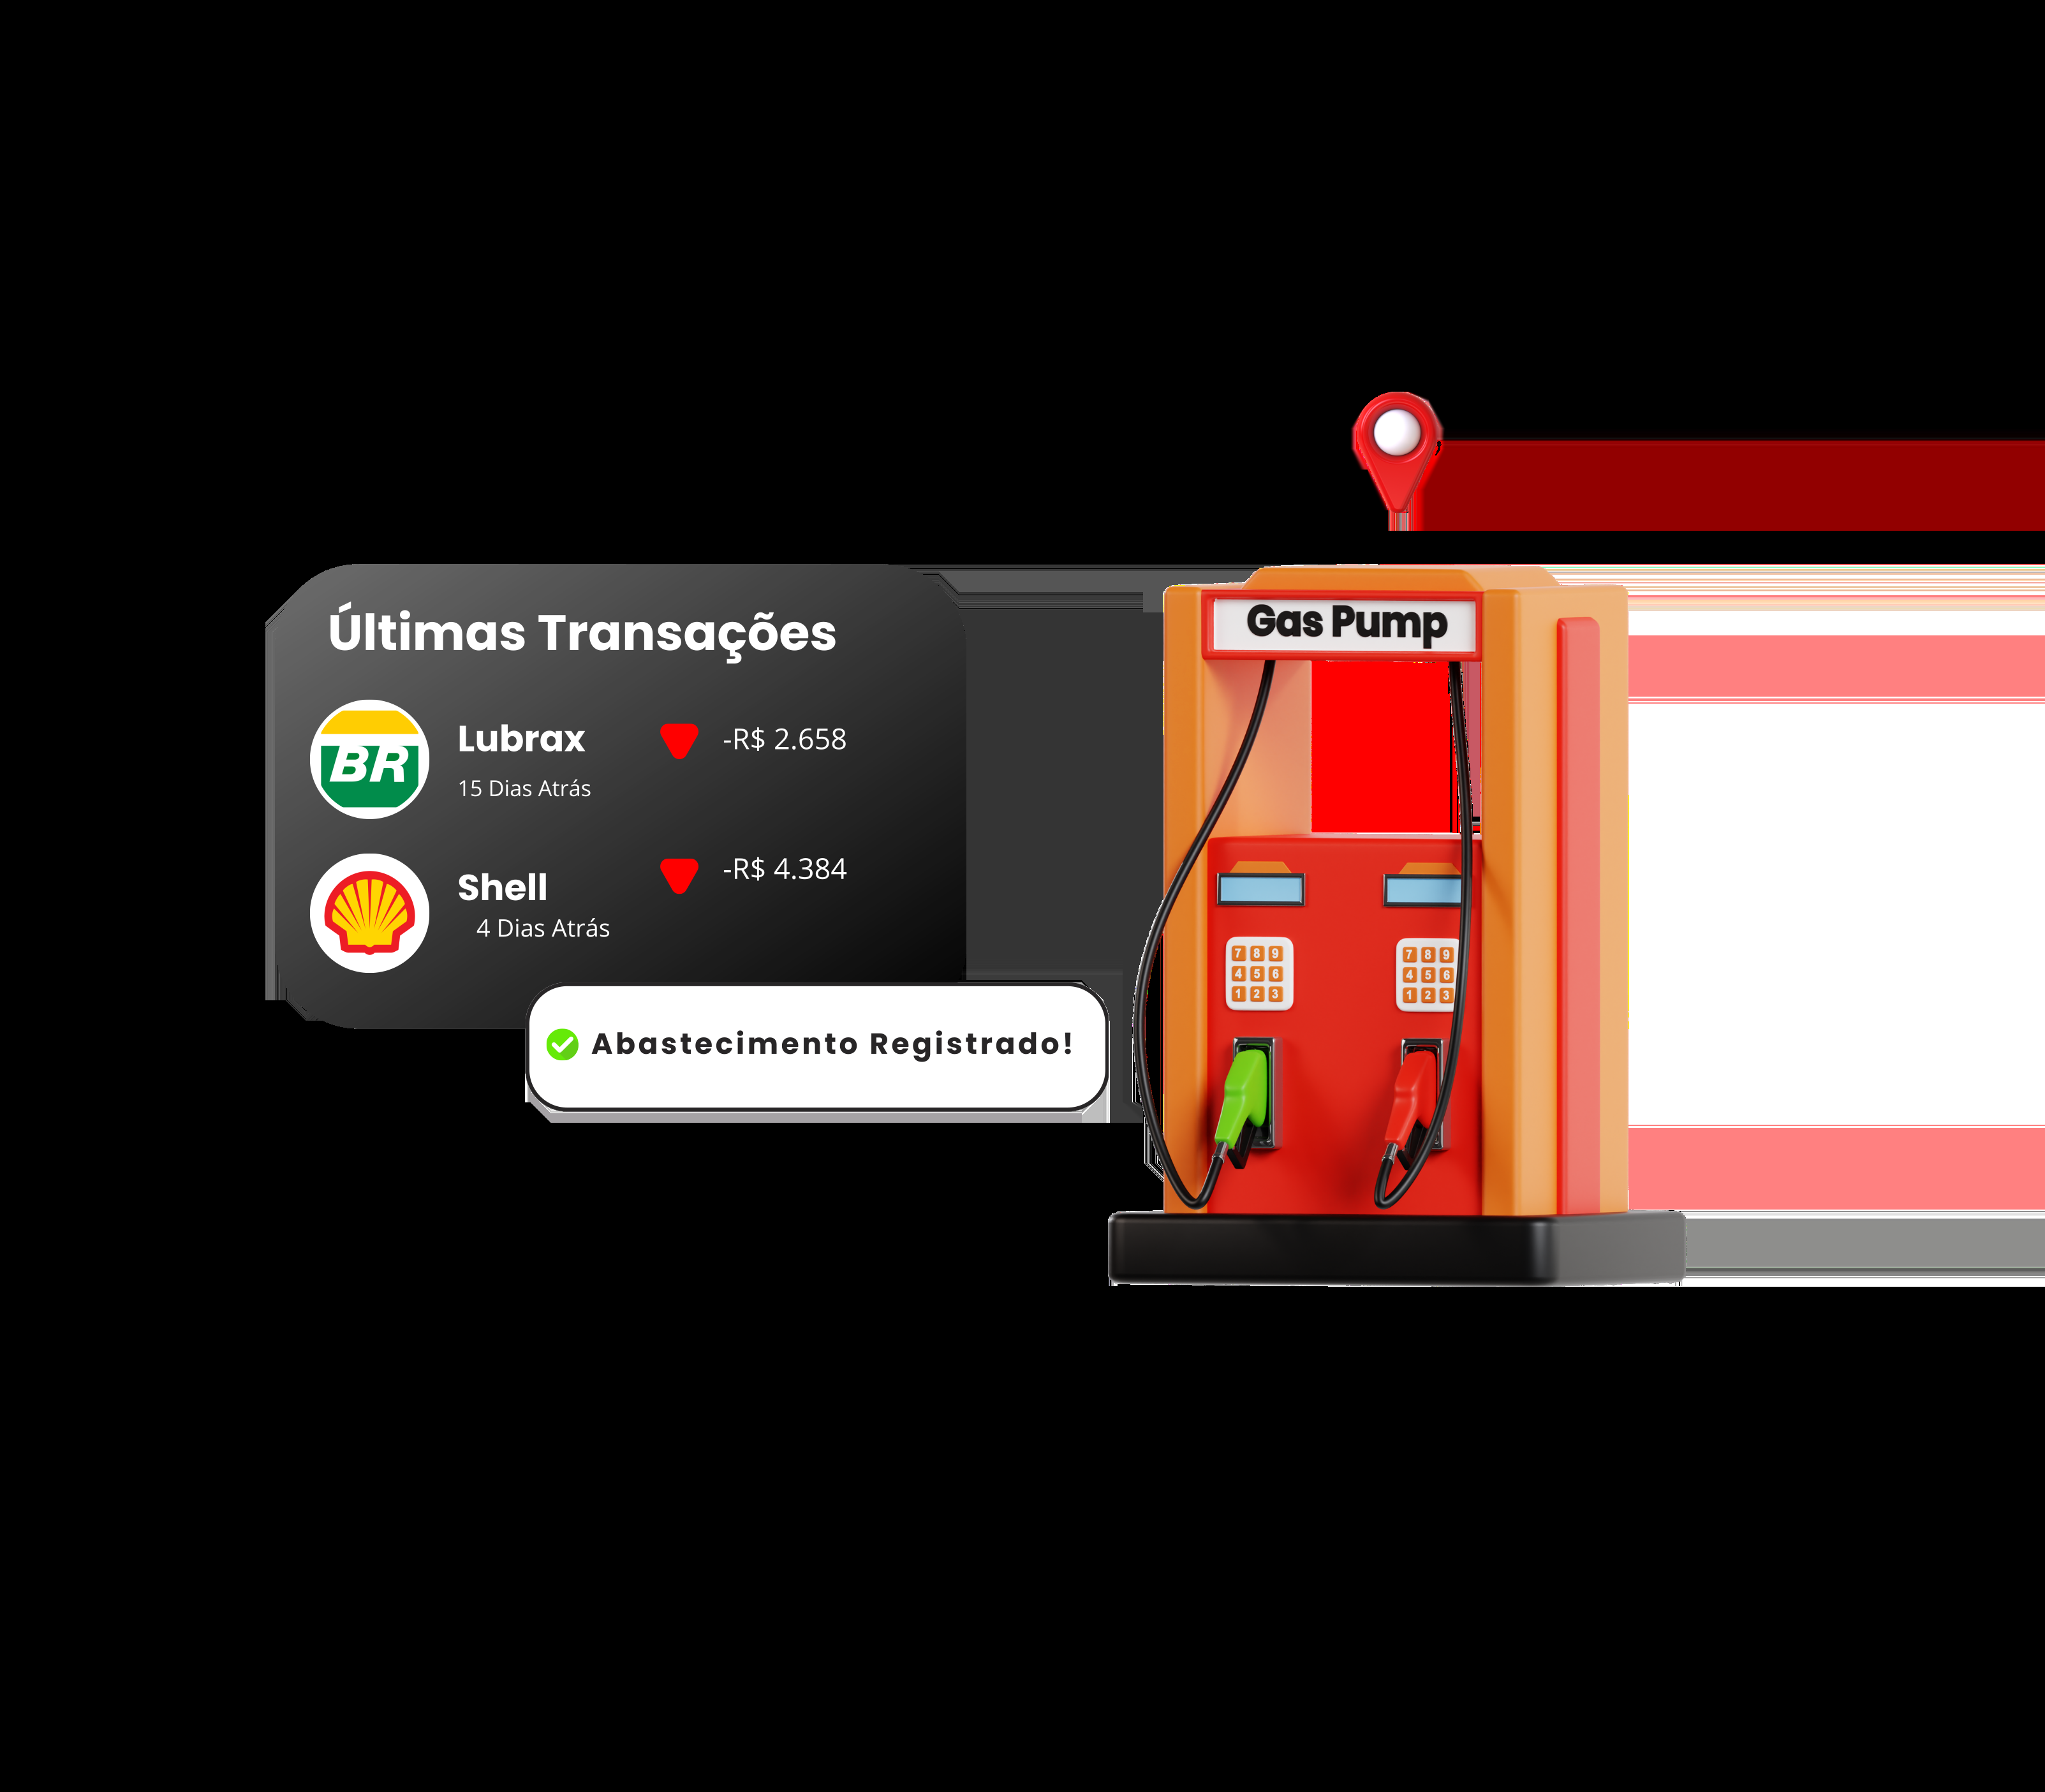 Últimas Transações
BR
Lubrax
-R$ 2.658
15 Dias Atrás
Shell
-R$ 4.384
4 Dias Atrás
Abastecimento Registrado!
Gas Pump
7 8 9
4 5 6
1 2 3
7 8 9
4 5 6
1 2 3